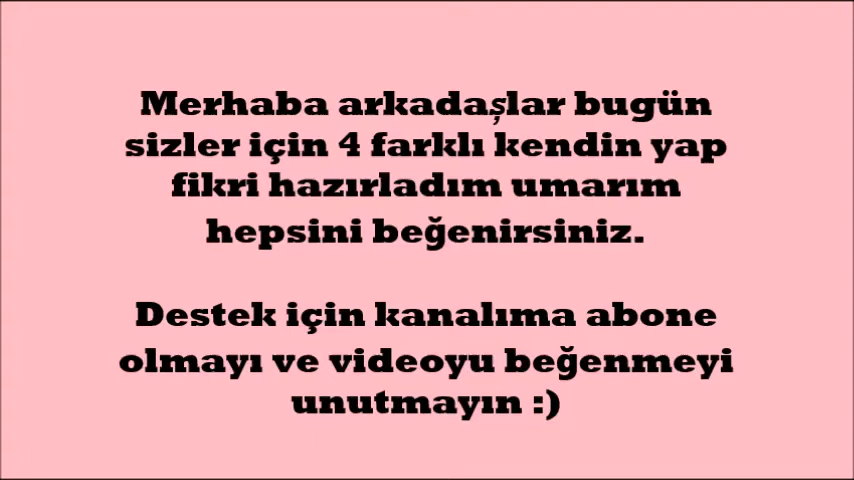 Merhaba arkadaşlar bugün
sizler için 4 farklı kendin yap
fikri hazırladım umarım
hepsini beğenirsiniz.
Destek için kanalıma abone
olmayı ve videoyu beğenmeyi
unutmayın :)